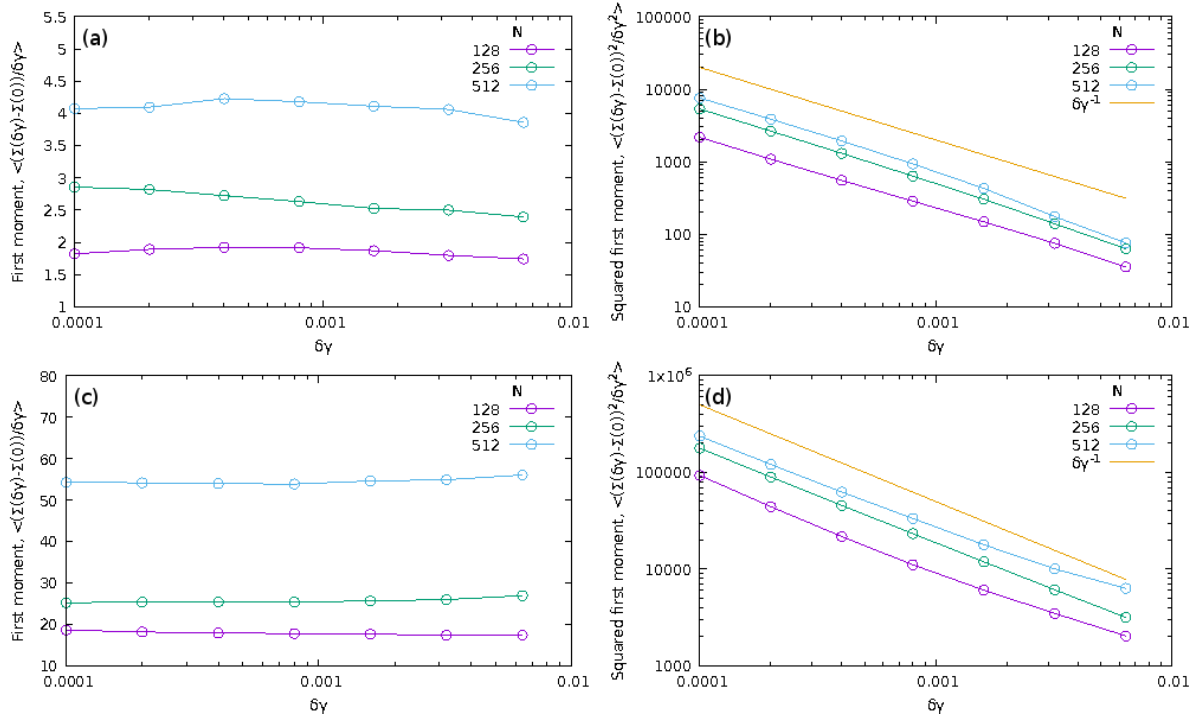 (a)
First moment, <(Σ(δγ)-Σ(0))/δγ>
5.5
5
4.5
4
3.5
3
2.5
2
1.5
1
N
128
256
512
0.0001
0.001
0.01
δγ
(b)
Squared first moment, <(Σ(δγ)-Σ(0))²/δγ²>
100000
10000
1000
100
10
N
128
256
512
δγ⁻¹
0.0001
0.001
0.01
δγ
(c)
First moment, <(Σ(δγ)-Σ(0))/δγ>
80
70
60
50
40
30
20
10
N
128
256
512
0.0001
0.001
0.01
δγ
(d)
Squared first moment, <(Σ(δγ)-Σ(0))²/δγ²>
1×10⁶
100000
10000
1000
N
128
256
512
δγ⁻¹
0.0001
0.001
0.01
δγ